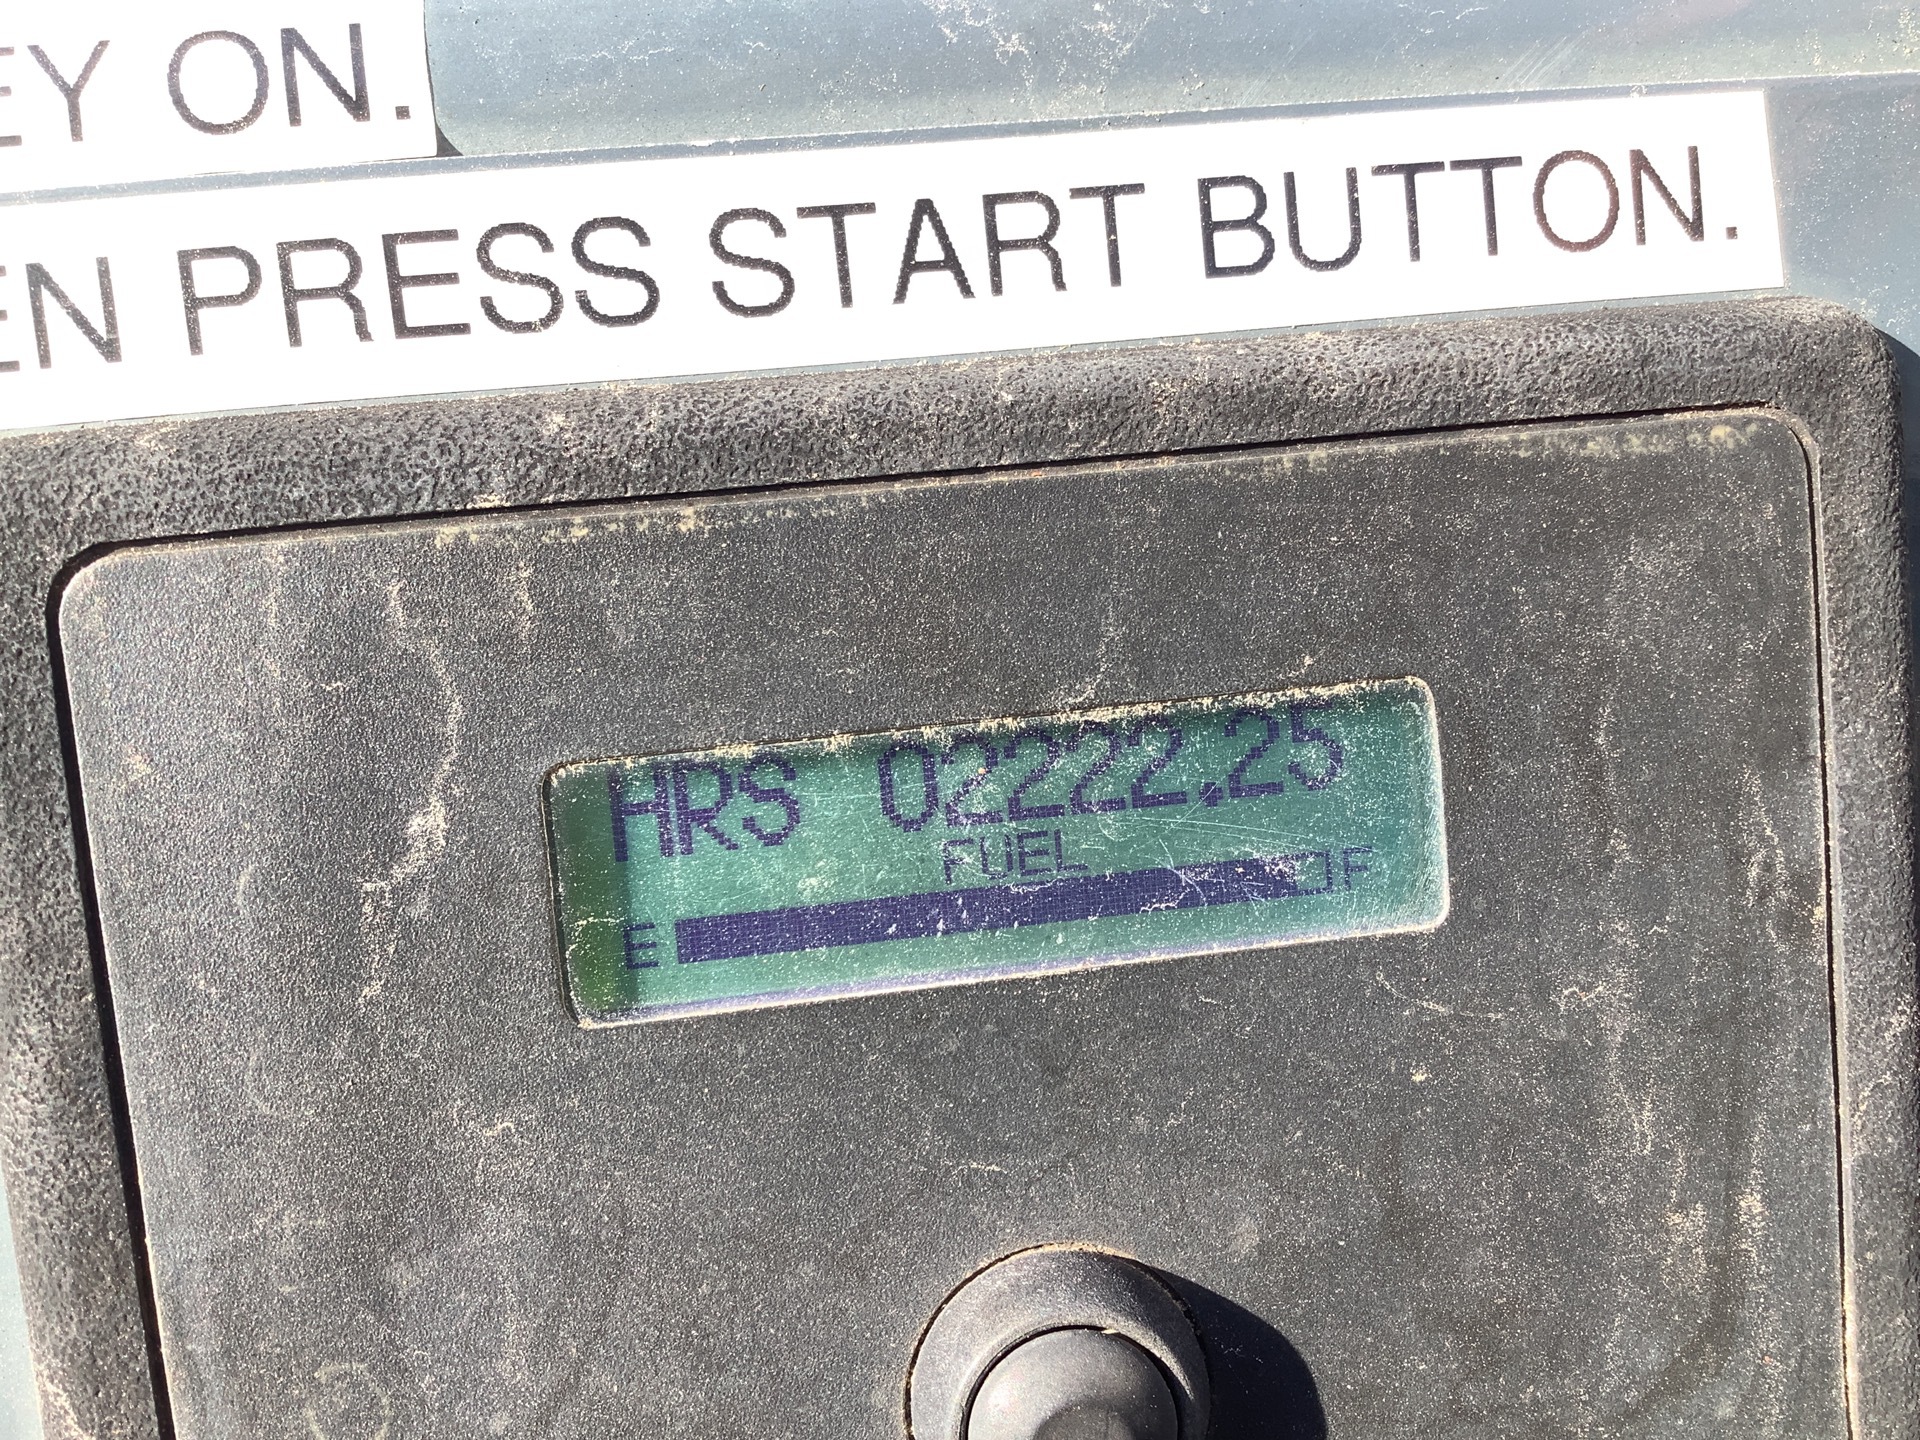 EY ON.
EN PRESS START BUTTON.
HRS 02222.25
FUEL
E F